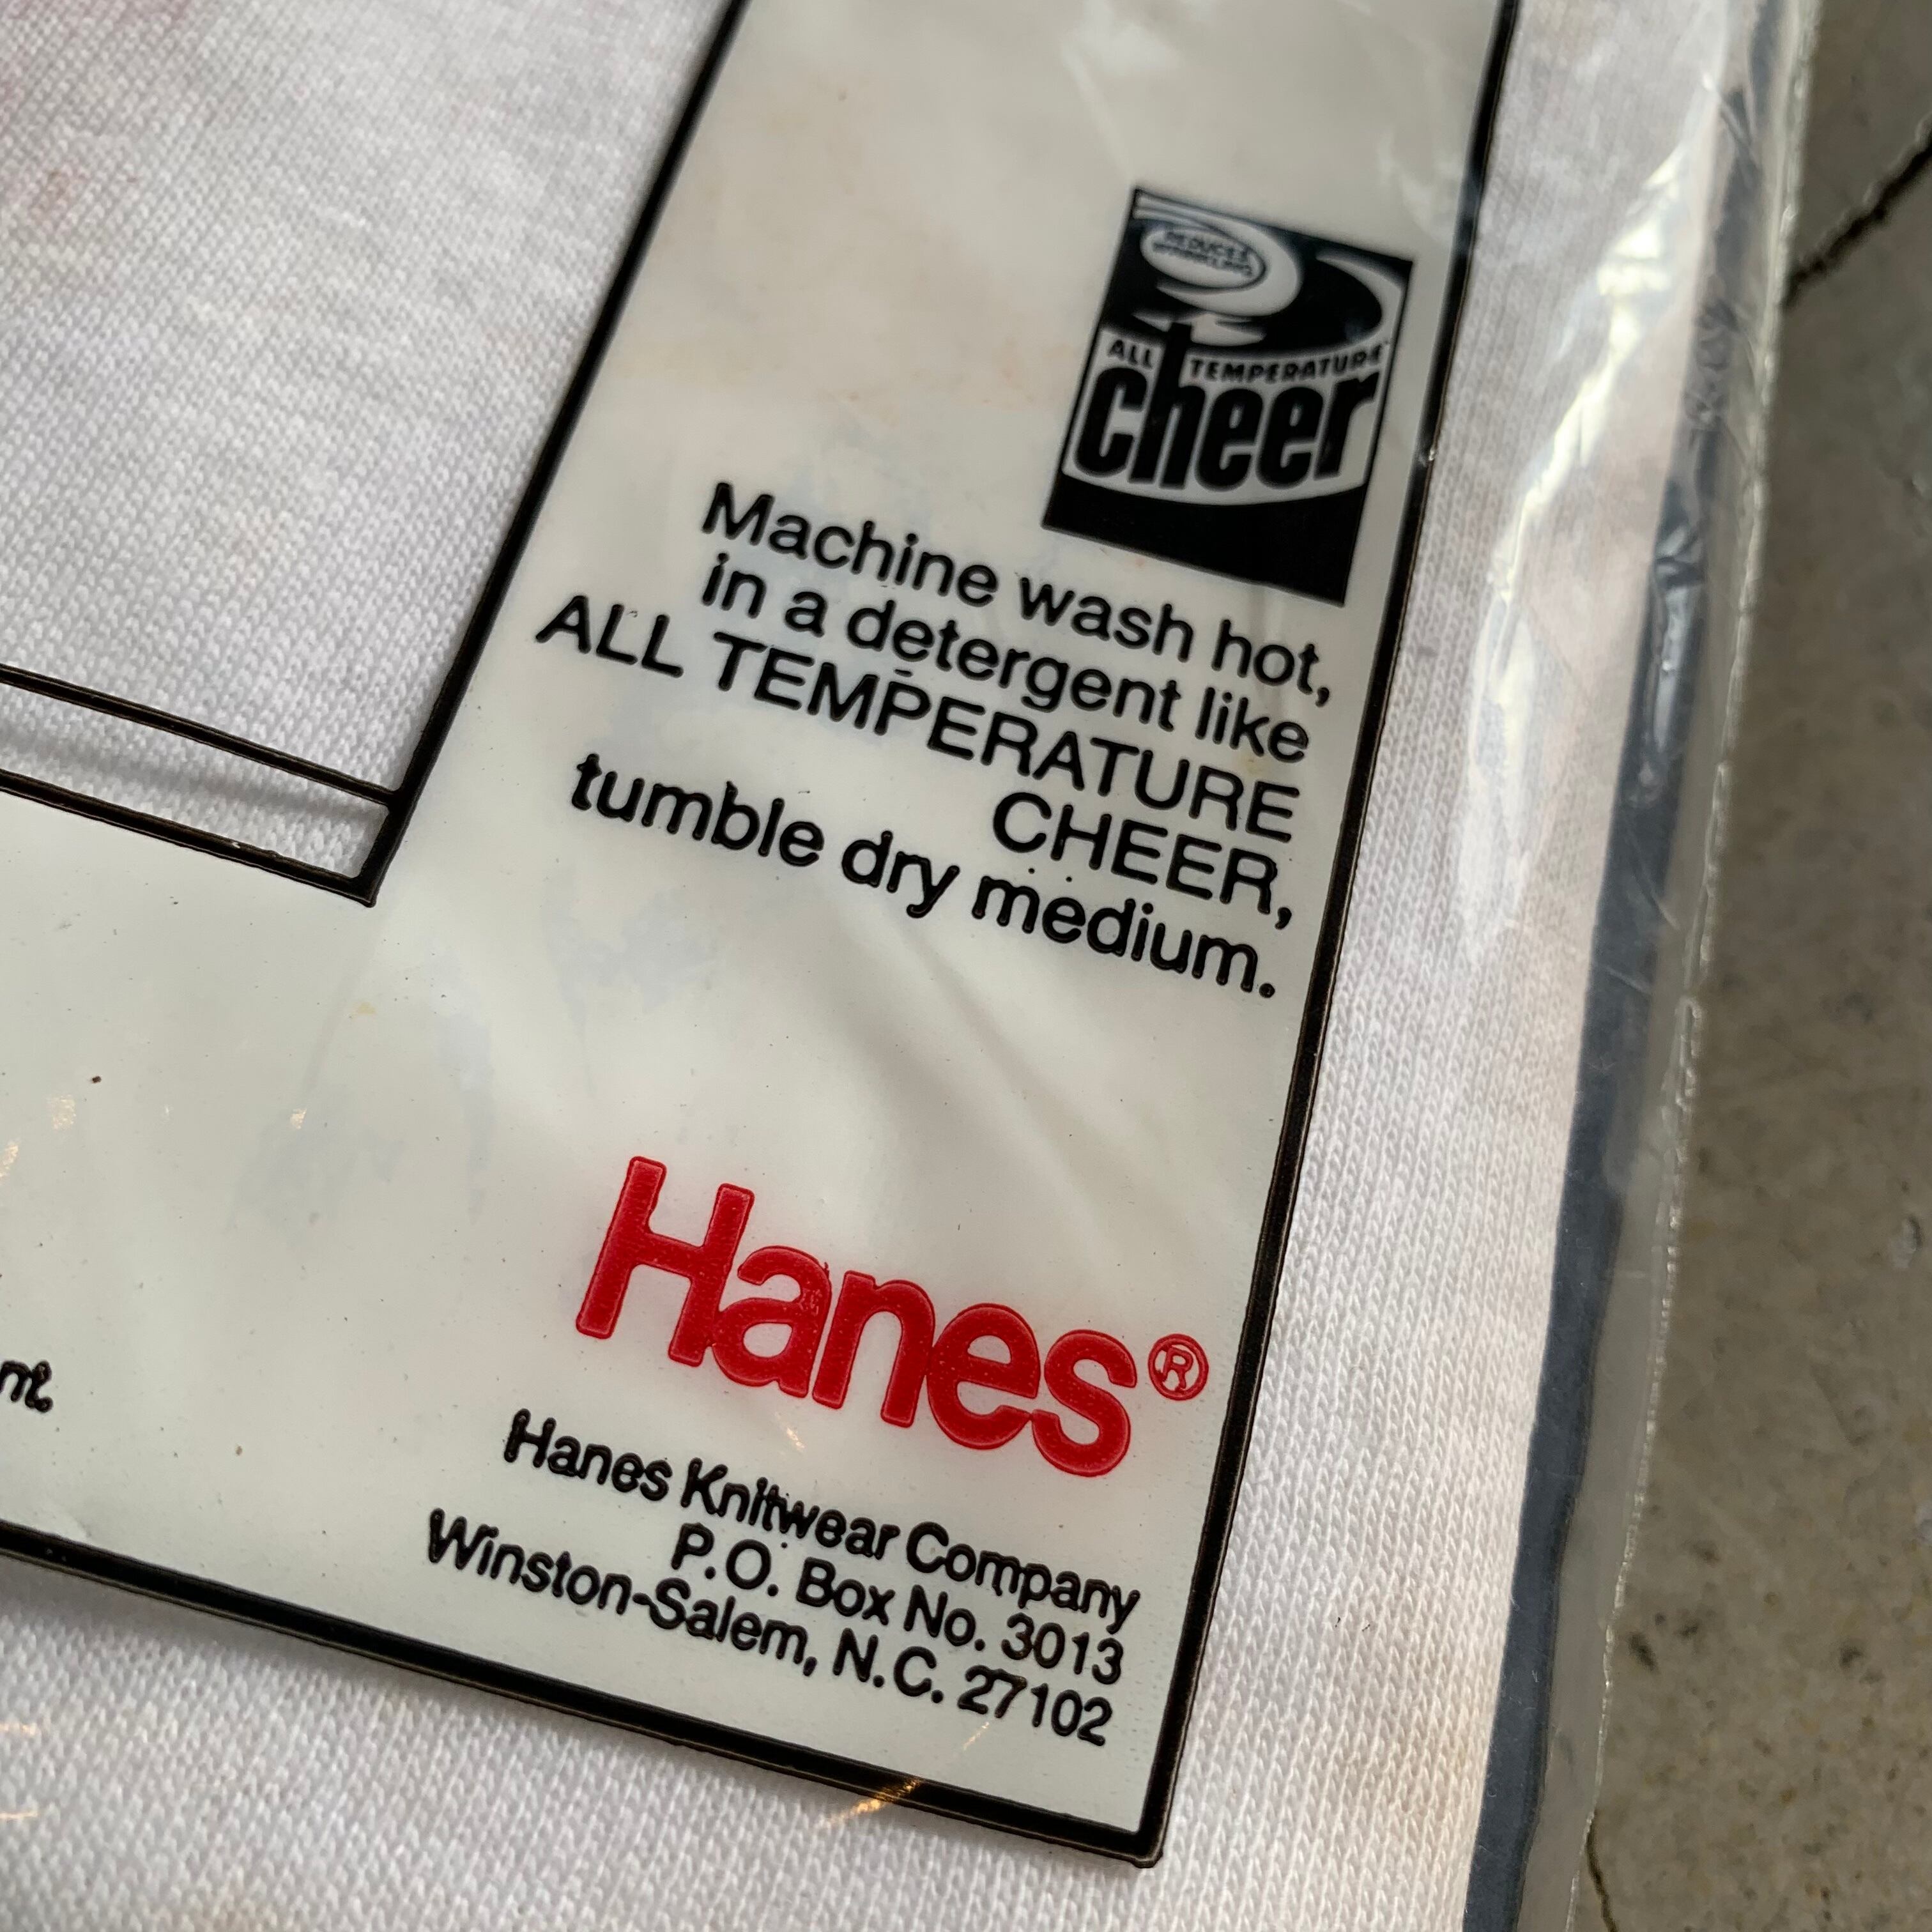 REDUCES
ALL TEMPERATURE
cheer
Machine wash hot,
in a detergent like
ALL TEMPERATURE
CHEER,
tumble dry medium.
Hanes®
Hanes Knitwear Company
P.O. Box No. 3013
Winston-Salem, N.C. 27102